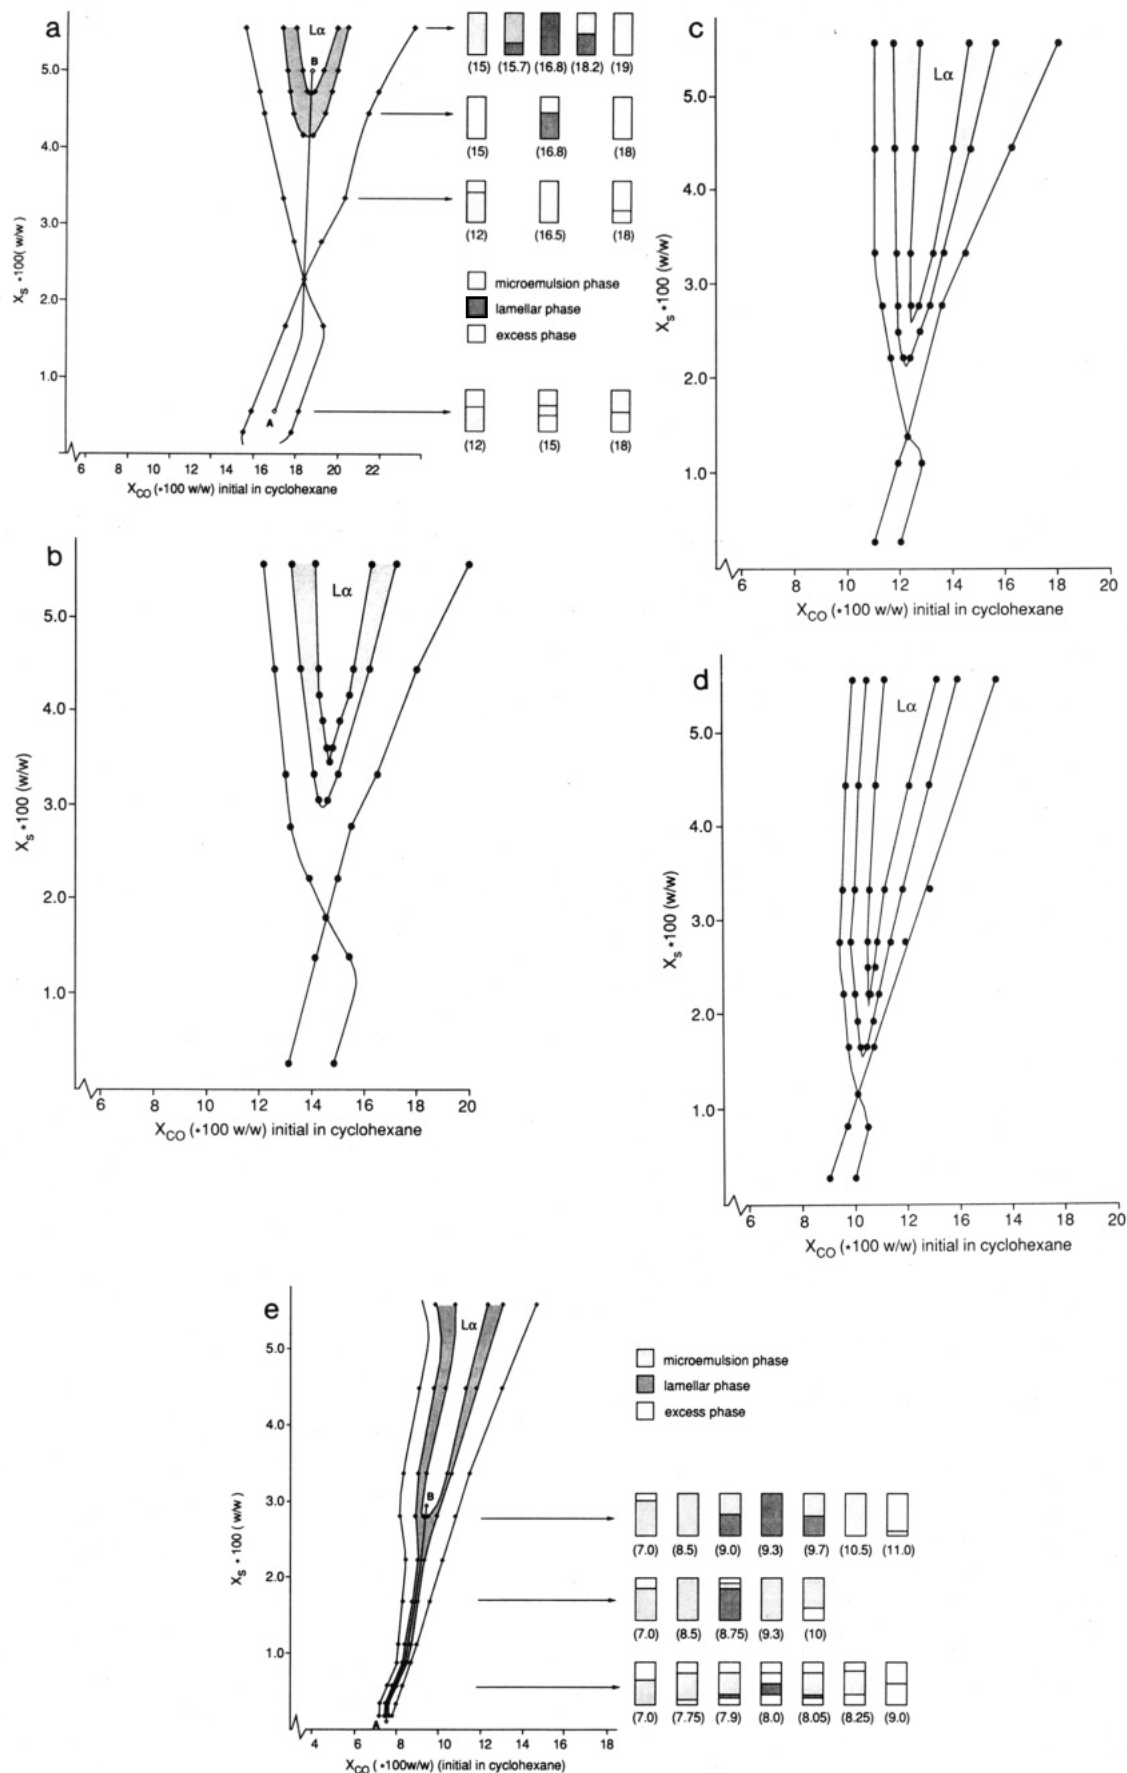 a
Lα
B
5.0
4.0
3.0
2.0
1.0
A
Xs *100( w/w)
6 8 10 12 14 16 18 20 22
XCO (*100 w/w) initial in cyclohexane
(15) (15.7) (16.8) (18.2) (19)
(15) (16.8) (18)
(12) (16.5) (18)
microemulsion phase
lamellar phase
excess phase
(12) (15) (18)
c
Lα
5.0
4.0
3.0
2.0
1.0
Xs *100 (w/w)
6 8 10 12 14 16 18 20
XCO (*100 w/w) initial in cyclohexane
b
Lα
5.0
4.0
3.0
2.0
1.0
Xs *100 (w/w)
6 8 10 12 14 16 18 20
XCO (*100 w/w) initial in cyclohexane
d
Lα
5.0
4.0
3.0
2.0
1.0
Xs *100 (w/w)
6 8 10 12 14 16 18 20
XCO (*100 w/w) initial in cyclohexane
e
Lα
5.0
4.0
3.0
2.0
1.0
B
A
Xs *100 (w/w)
4 6 8 10 12 14 16 18
XCO (*100w/w) (initial in cyclohexane)
microemulsion phase
lamellar phase
excess phase
(7.0) (8.5) (9.0) (9.3) (9.7) (10.5) (11.0)
(7.0) (8.5) (8.75) (9.3) (10)
(7.0) (7.75) (7.9) (8.0) (8.05) (8.25) (9.0)